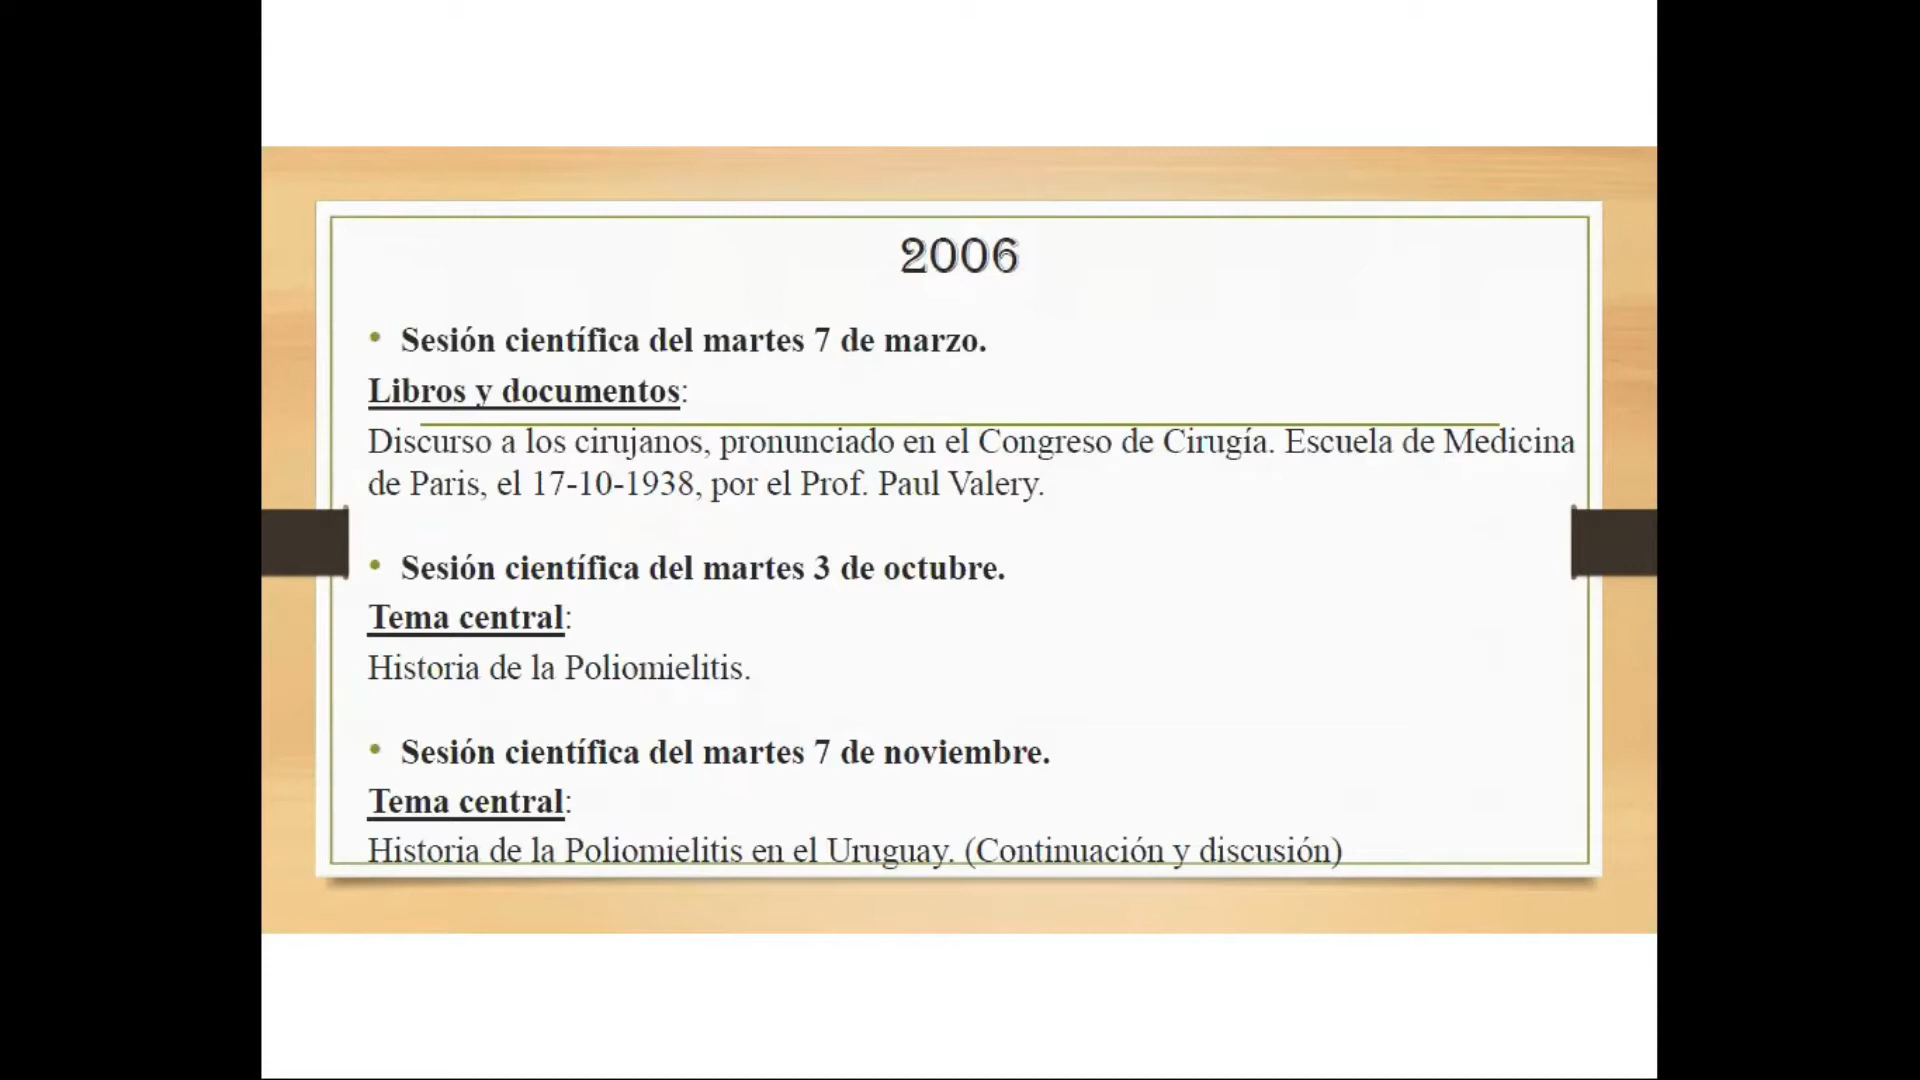 2006
• Sesión científica del martes 7 de marzo.
Libros y documentos:
Discurso a los cirujanos, pronunciado en el Congreso de Cirugía. Escuela de Medicina
de Paris, el 17-10-1938, por el Prof. Paul Valery.
• Sesión científica del martes 3 de octubre.
Tema central:
Historia de la Poliomielitis.
• Sesión científica del martes 7 de noviembre.
Tema central:
Historia de la Poliomielitis en el Uruguay. (Continuación y discusión)